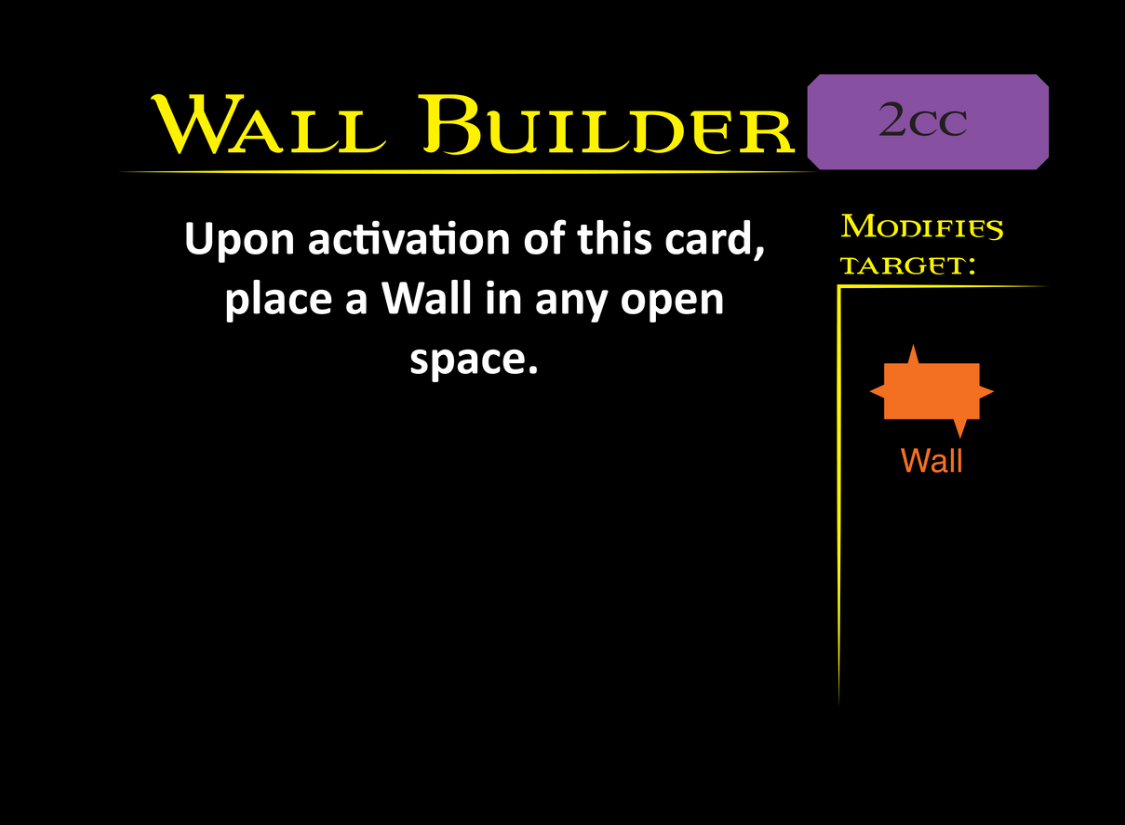 Wall Builder
2cc
Upon activation of this card,
place a Wall in any open
space.
Modifies
target:
Wall